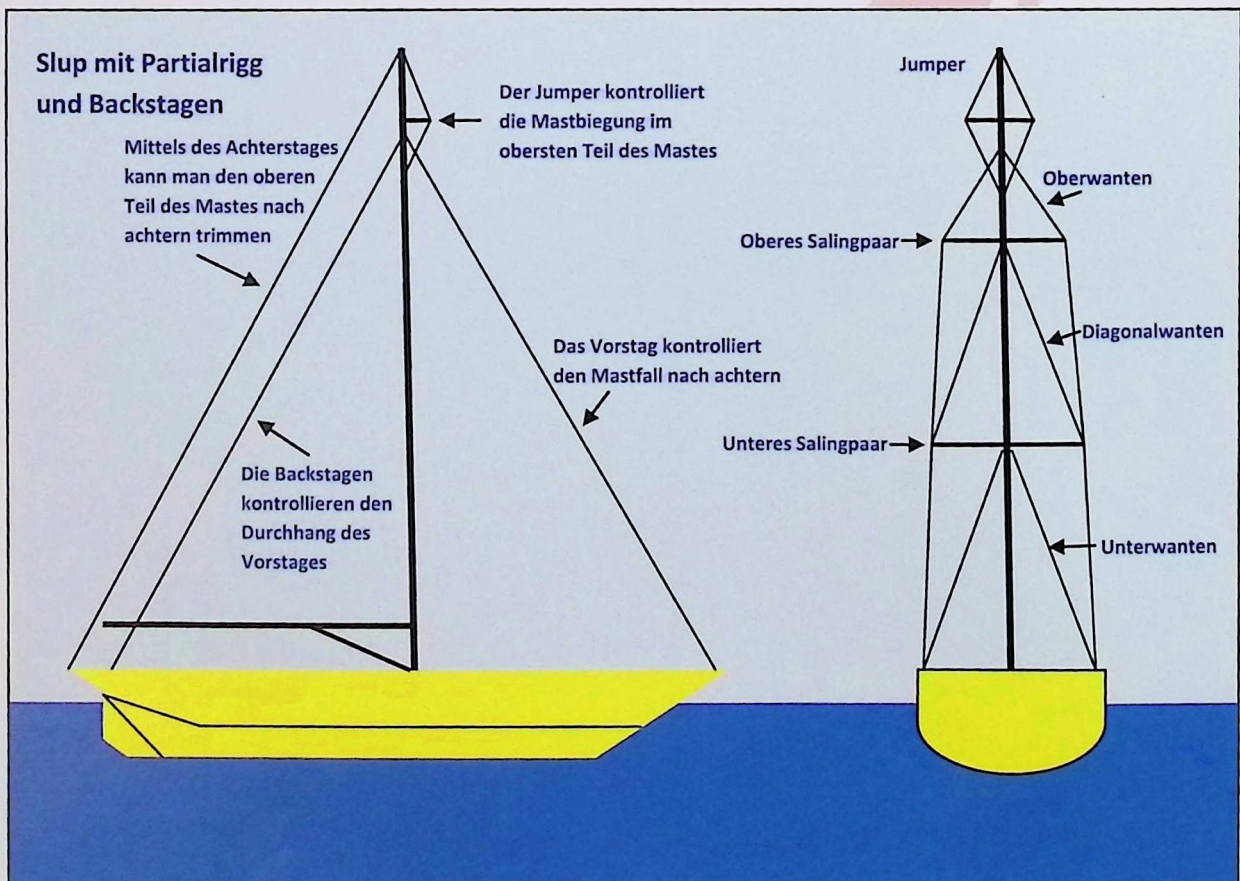 Slup mit Partialrigg
und Backstagen
Mittels des Achterstages
kann man den oberen
Teil des Mastes nach
achtern trimmen
Der Jumper kontrolliert
die Mastbiegung im
obersten Teil des Mastes
Das Vorstag kontrolliert
den Mastfall nach achtern
Die Backstagen
kontrollieren den
Durchhang des
Vorstages
Jumper
Oberwanten
Oberes Salingpaar
Diagonalwanten
Unteres Salingpaar
Unterwanten